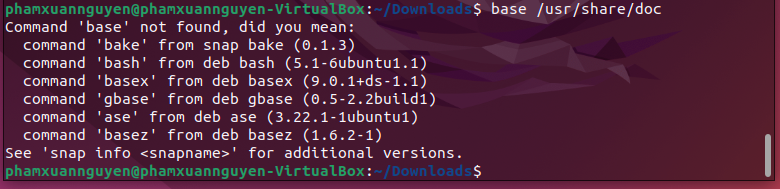 phamxuannguyen@phamxuannguyen-VirtualBox:~/Downloads$ base /usr/share/doc
Command 'base' not found, did you mean:
  command 'bake' from snap bake (0.1.3)
  command 'bash' from deb bash (5.1-6ubuntu1.1)
  command 'basex' from deb basex (9.0.1+ds-1.1)
  command 'gbase' from deb gbase (0.5-2.2build1)
  command 'ase' from deb ase (3.22.1-1ubuntu1)
  command 'basez' from deb basez (1.6.2-1)
See 'snap info <snapname>' for additional versions.
phamxuannguyen@phamxuannguyen-VirtualBox:~/Downloads$